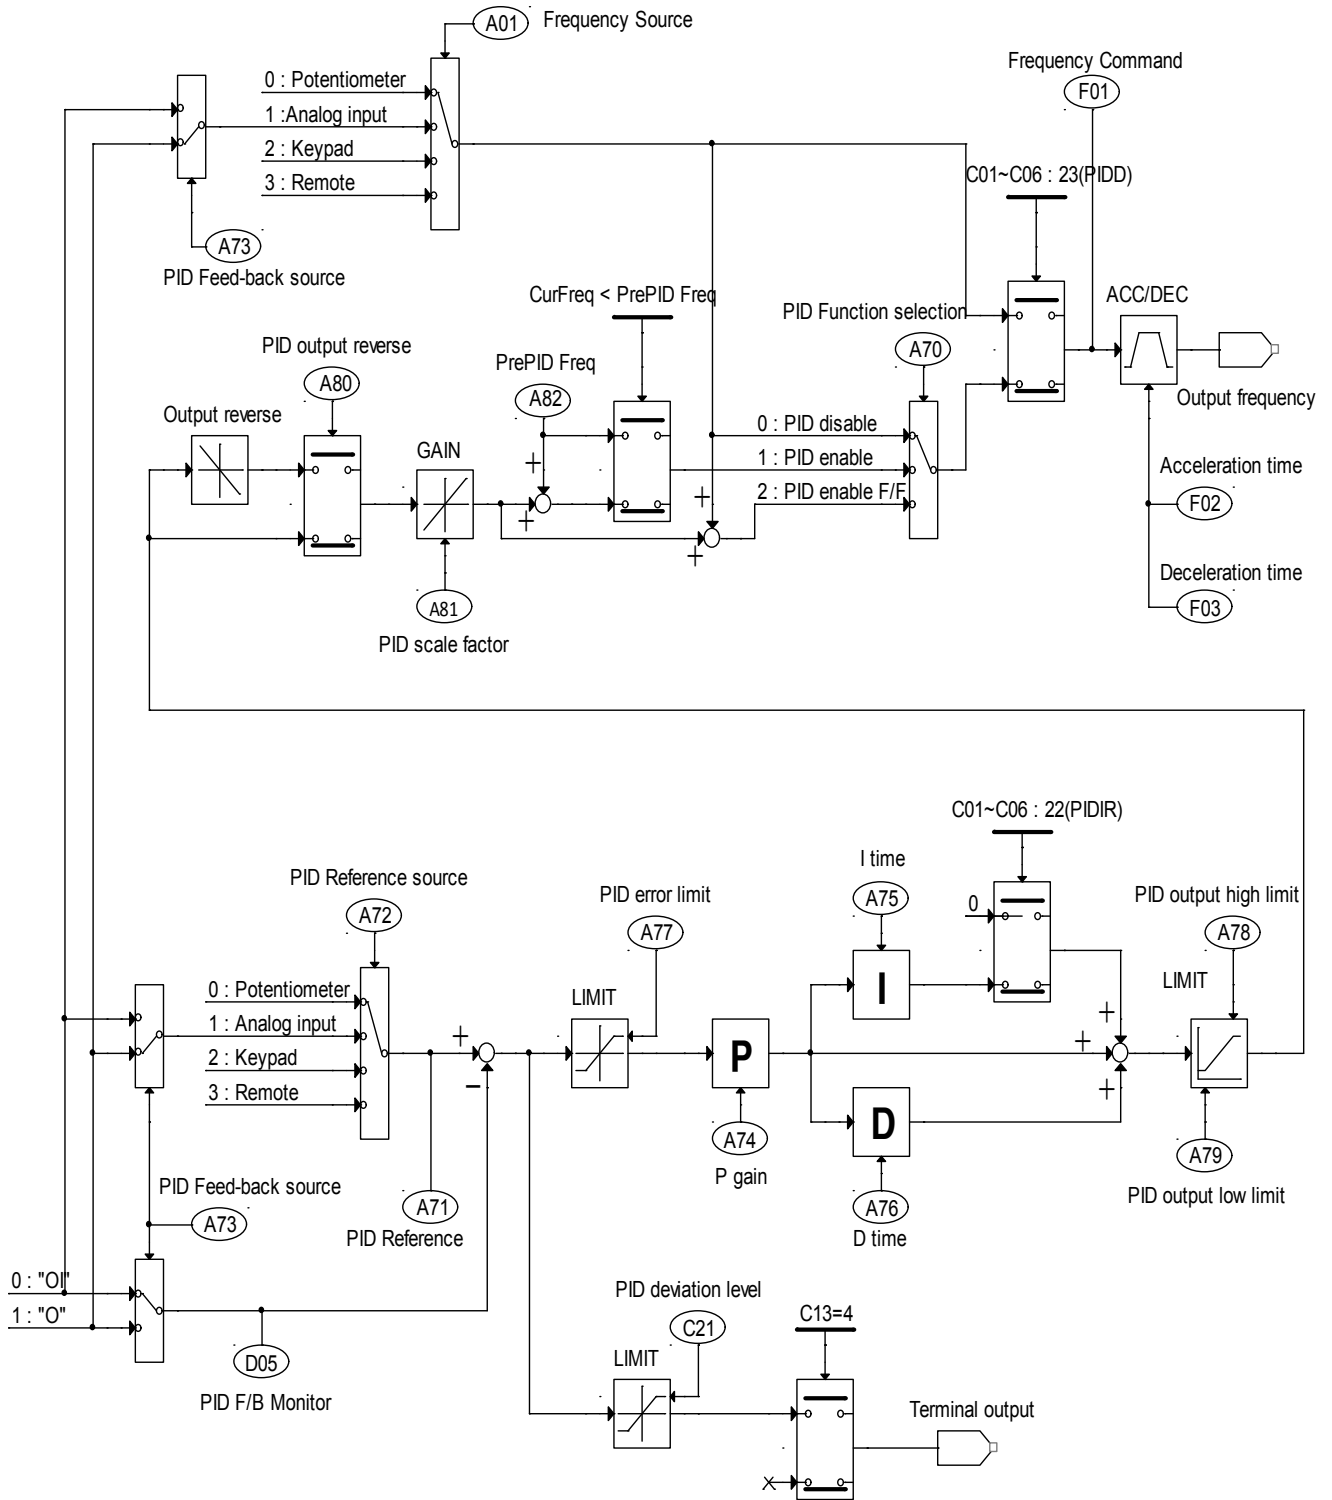 A01
Frequency Source
0 : Potentiometer
1 :Analog input
2 : Keypad
3 : Remote
A73
PID Feed-back source
Frequency Command
F01
C01~C06 : 23(PIDD)
ACC/DEC
Output frequency
Acceleration time
F02
Deceleration time
F03
CurFreq < PrePID Freq
PID Function selection
A70
PID output reverse
A80
PrePID Freq
A82
Output reverse
GAIN
0 : PID disable
1 : PID enable
2 : PID enable F/F
+
+
+
+
A81
PID scale factor
C01~C06 : 22(PIDIR)
I time
A75
0
PID Reference source
A72
PID error limit
A77
PID output high limit
A78
LIMIT
LIMIT
0 : Potentiometer
1 : Analog input
2 : Keypad
3 : Remote
+
−
I
P
D
+
+
+
A74
P gain
A76
D time
A79
PID output low limit
PID Feed-back source
A73
A71
PID Reference
0 : "OI"
1 : "O"
D05
PID F/B Monitor
PID deviation level
C21
LIMIT
C13=4
Terminal output